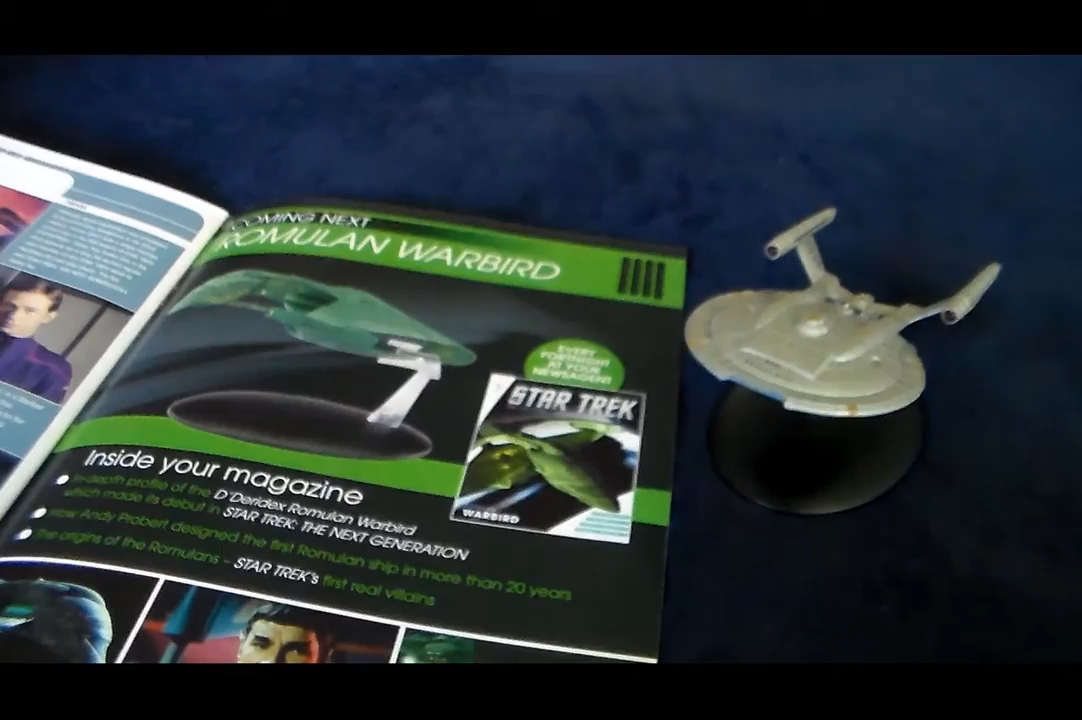 COMING NEXT
ROMULAN WARBIRD
EVERY
FORTNIGHT
AT YOUR
NEWSAGENT!
STAR TREK
WARBIRD
Inside your magazine
In-depth profile of the D'Deridex Romulan Warbird
which made its debut in STAR TREK: THE NEXT GENERATION
How Andy Probert designed the first Romulan ship in more than 20 years
The origins of the Romulans – STAR TREK's first real villains